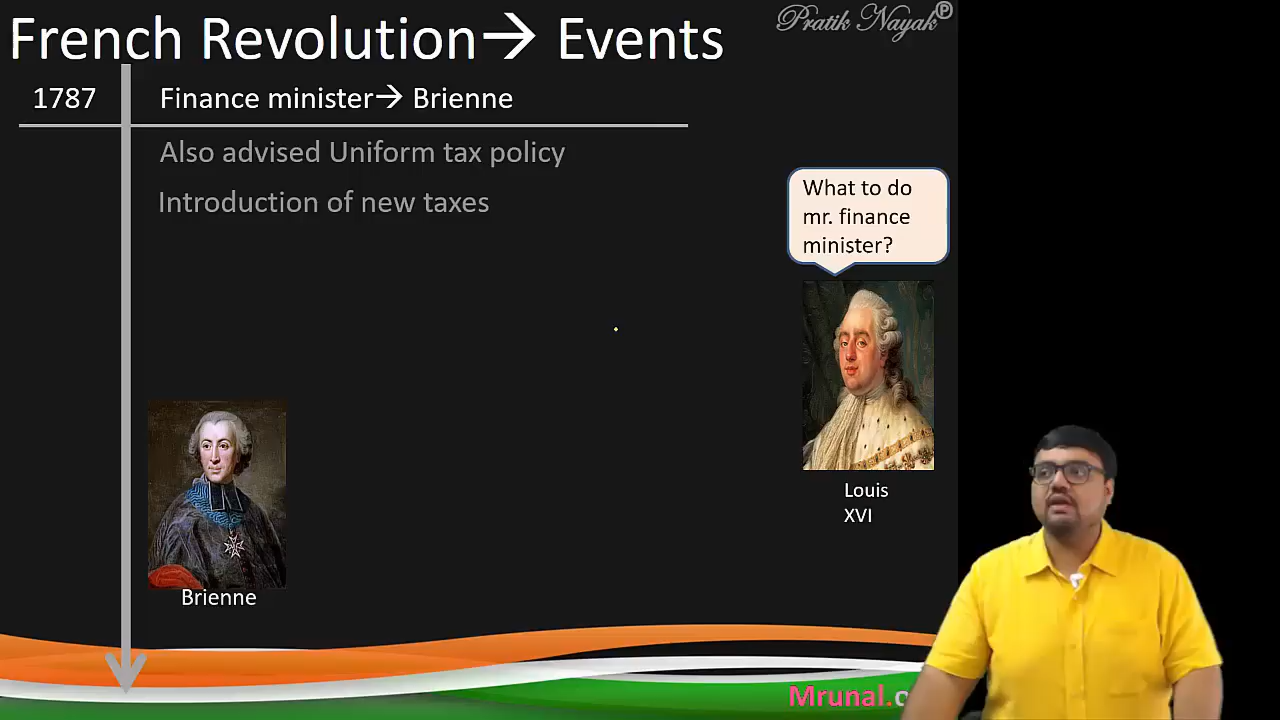 French Revolution→ Events
Pratik Nayak ℗
1787
Finance minister→ Brienne
Also advised Uniform tax policy
Introduction of new taxes
What to do
mr. finance
minister?
Louis
XVI
Brienne
Mrunal.o